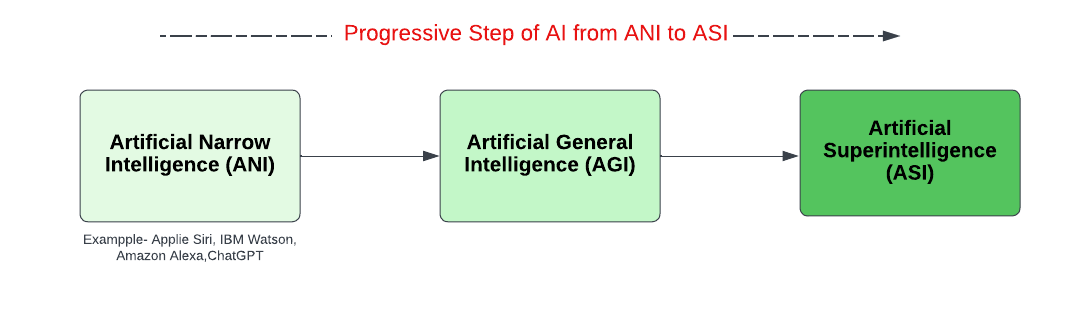 Progressive Step of AI from ANI to ASI
Artificial Narrow
Intelligence (ANI)
Artificial General
Intelligence (AGI)
Artificial
Superintelligence
(ASI)
Exampple- Applie Siri, IBM Watson,
Amazon Alexa,ChatGPT